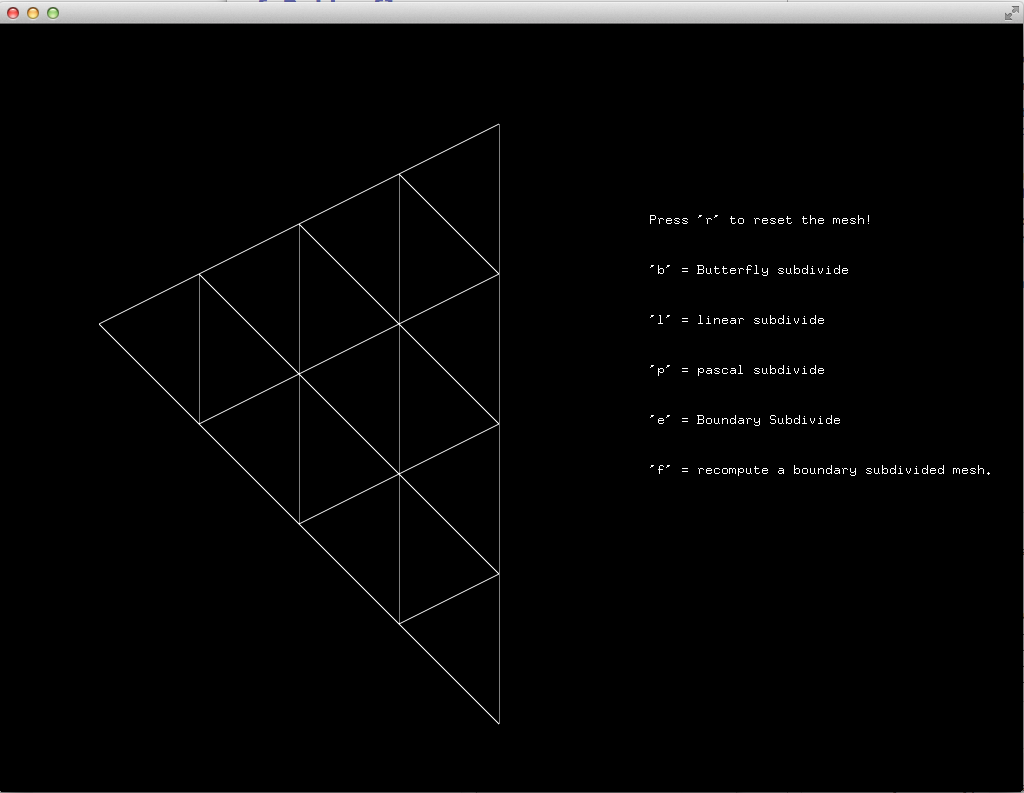 Press "r" to reset the mesh!
"b" = Butterfly subdivide
"l" = linear subdivide
"p" = pascal subdivide
"e" = Boundary Subdivide
"f" = recompute a boundary subdivided mesh.